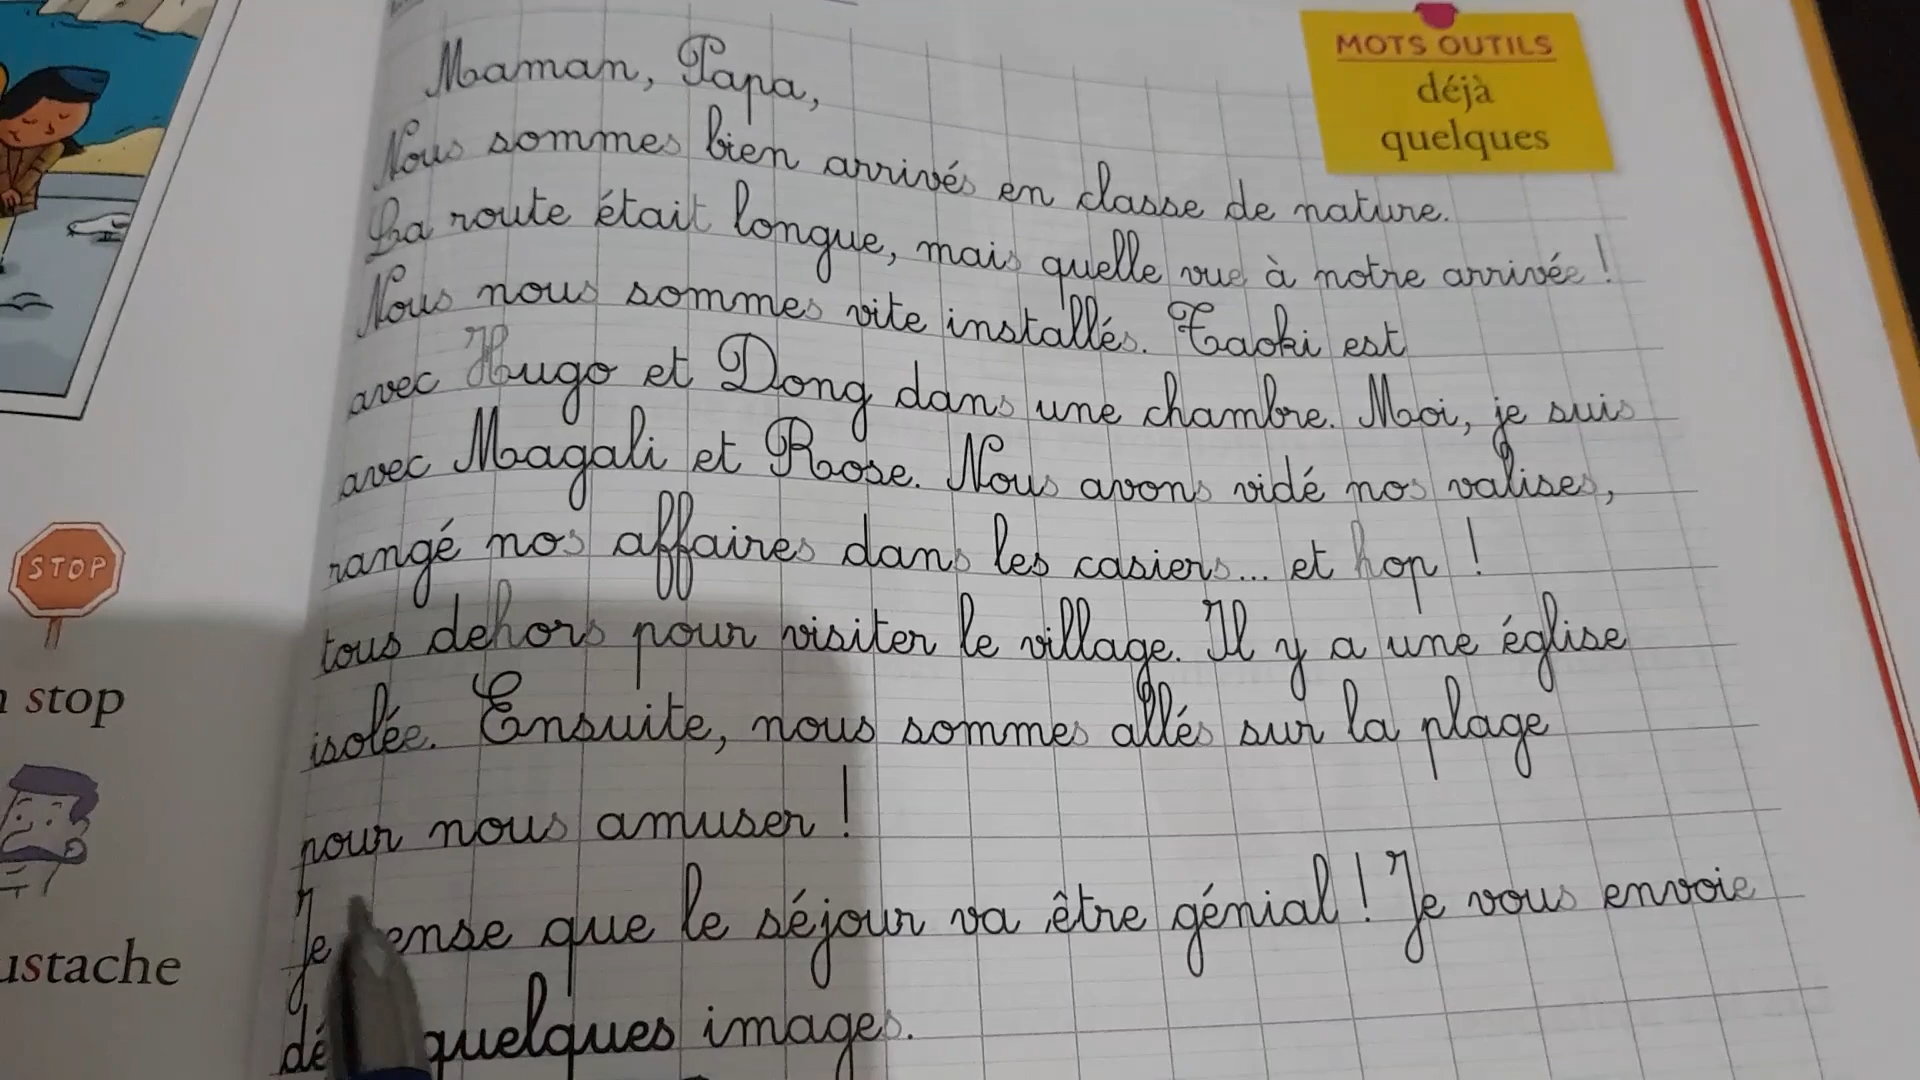 Maman, Papa,
Nous sommes bien arrivés en classe de nature.
La route était longue, mais quelle vue à notre arrivée !
Nous nous sommes vite installés. Taoki est
avec Hugo et Dong dans une chambre. Moi, je suis
avec Magali et Rose. Nous avons vidé nos valises,
rangé nos affaires dans les casiers... et hop !
tous dehors pour visiter le village. Il y a une église
isolée. Ensuite, nous sommes allés sur la plage
pour nous amuser !
Je ense que le séjour va être génial ! Je vous envoie
dé quelques images.
MOTS OUTILS
déjà
quelques
STOP
stop
ustache